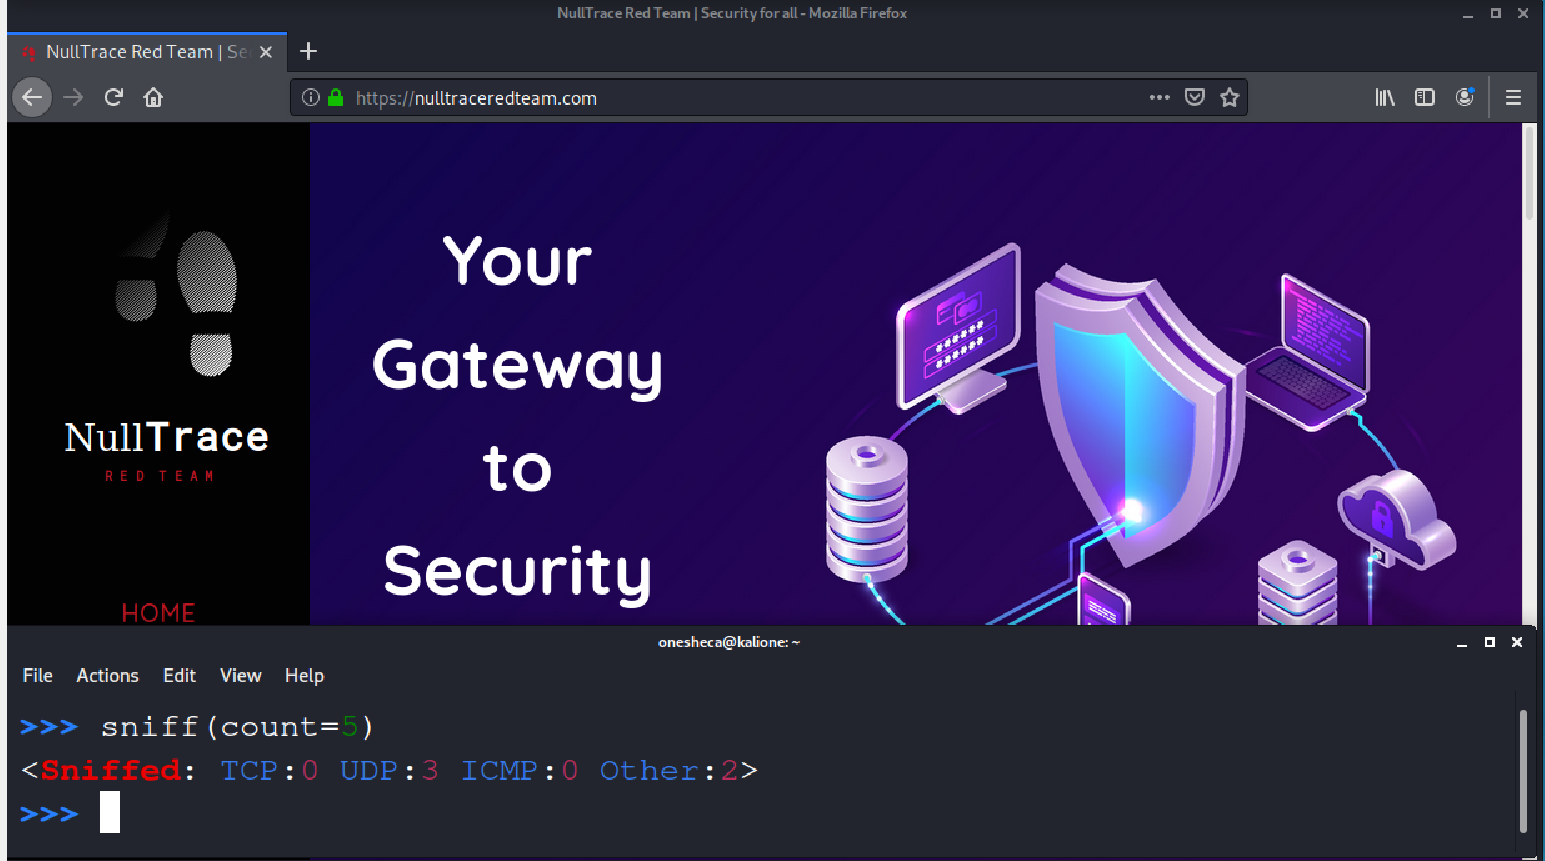 NullTrace Red Team | Security for all - Mozilla Firefox
NullTrace Red Team | Se
https://nulltraceredteam.com
Your
Gateway
to
Security
NullTrace
RED TEAM
HOME
onesheca@kalione: ~
File Actions Edit View Help
>>> sniff(count=5)
<Sniffed: TCP:0 UDP:3 ICMP:0 Other:2>
>>>